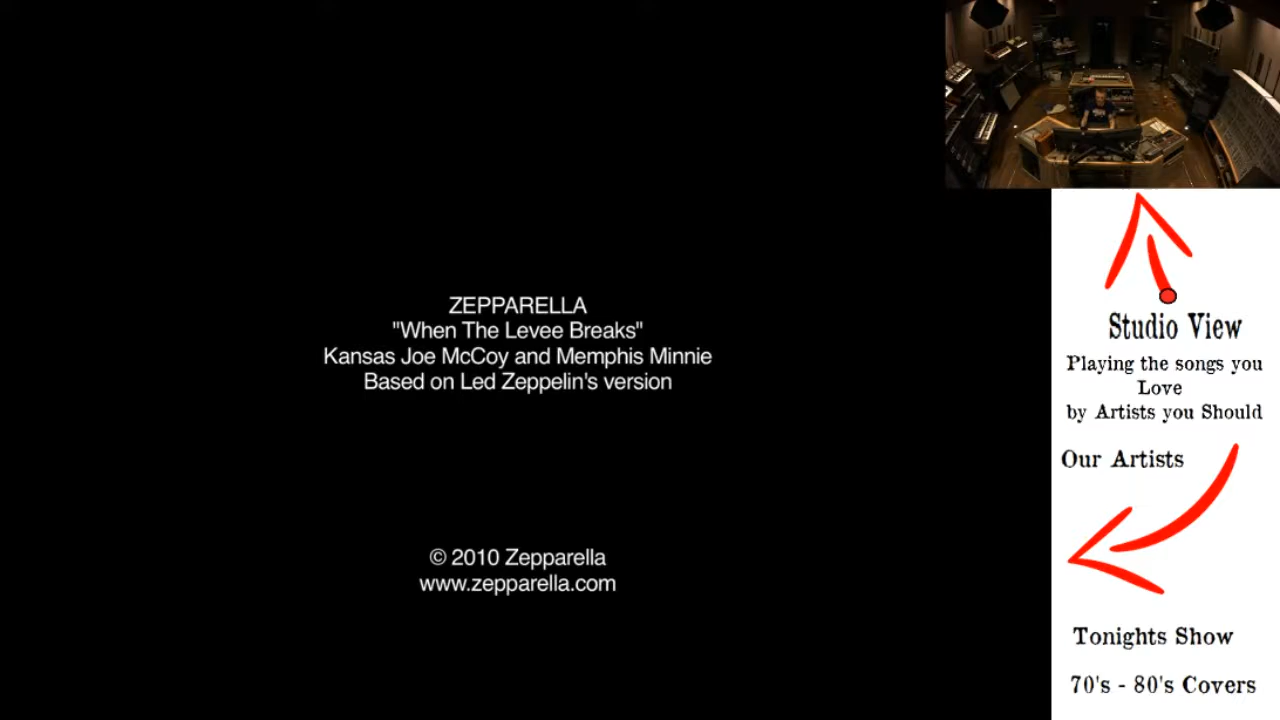 ZEPPARELLA
"When The Levee Breaks"
Kansas Joe McCoy and Memphis Minnie
Based on Led Zeppelin's version
© 2010 Zepparella
www.zepparella.com
Studio View
Playing the songs you
Love
by Artists you Should
Our Artists
Tonights Show
70's - 80's Covers